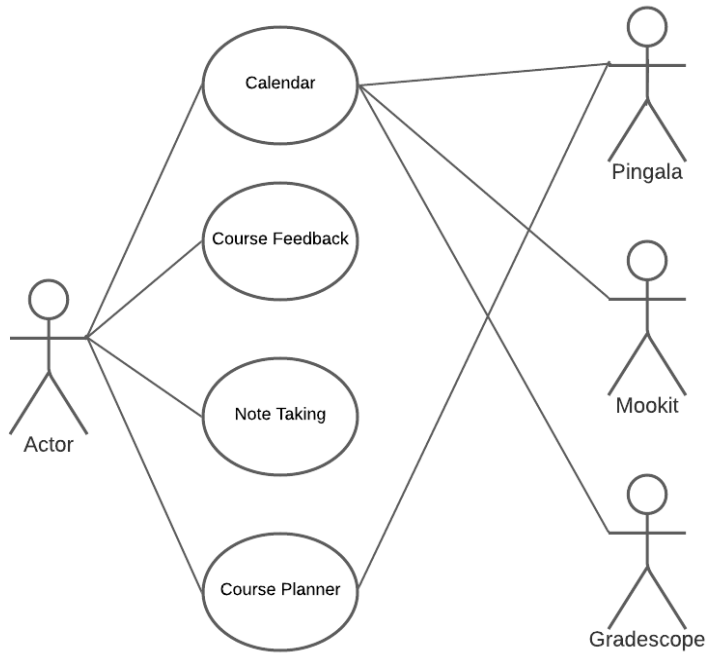 Calendar
Pingala
Course Feedback
Mookit
Actor
Note Taking
Course Planner
Gradescope